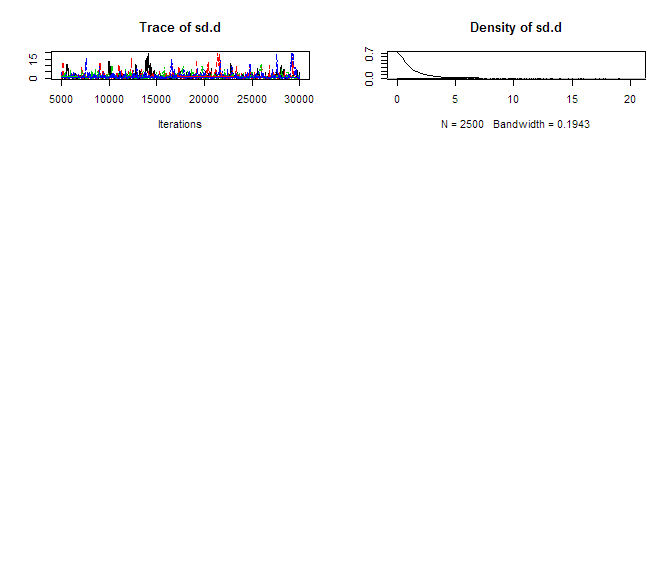 Trace of sd.d
0 15
5000 10000 15000 20000 25000 30000
Iterations
Density of sd.d
0.0 0.7
0 5 10 15 20
N = 2500 Bandwidth = 0.1943